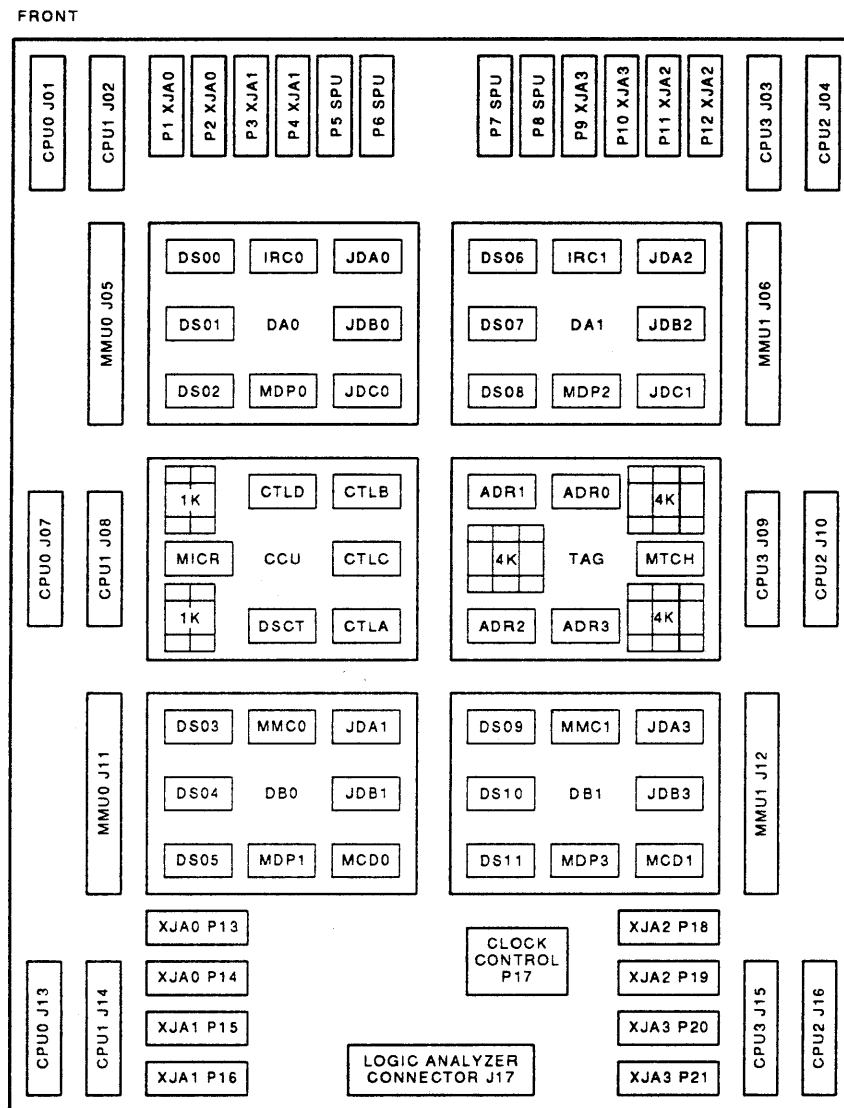 FRONT
CPU0 J01
CPU1 J02
P1 XJA0
P2 XJA0
P3 XJA1
P4 XJA1
P5 SPU
P6 SPU
P7 SPU
P8 SPU
P9 XJA3
P10 XJA3
P11 XJA2
P12 XJA2
CPU3 J03
CPU2 J04
MMU0 J05
DS00 IRC0 JDA0
DS01 DA0 JDB0
DS02 MDP0 JDC0
DS06 IRC1 JDA2
DS07 DA1 JDB2
DS08 MDP2 JDC1
MMU1 J06
CPU0 J07
CPU1 J08
1K CTLD CTLB
MICR CCU CTLC
1K DSCT CTLA
ADR1 ADR0 4K
4K TAG MTCH
ADR2 ADR3 4K
CPU3 J09
CPU2 J10
MMU0 J11
DS03 MMC0 JDA1
DS04 DB0 JDB1
DS05 MDP1 MCD0
DS09 MMC1 JDA3
DS10 DB1 JDB3
DS11 MDP3 MCD1
MMU1 J12
CPU0 J13
CPU1 J14
XJA0 P13
XJA0 P14
XJA1 P15
XJA1 P16
CLOCK
CONTROL
P17
LOGIC ANALYZER
CONNECTOR J17
XJA2 P18
XJA2 P19
XJA3 P20
XJA3 P21
CPU3 J15
CPU2 J16